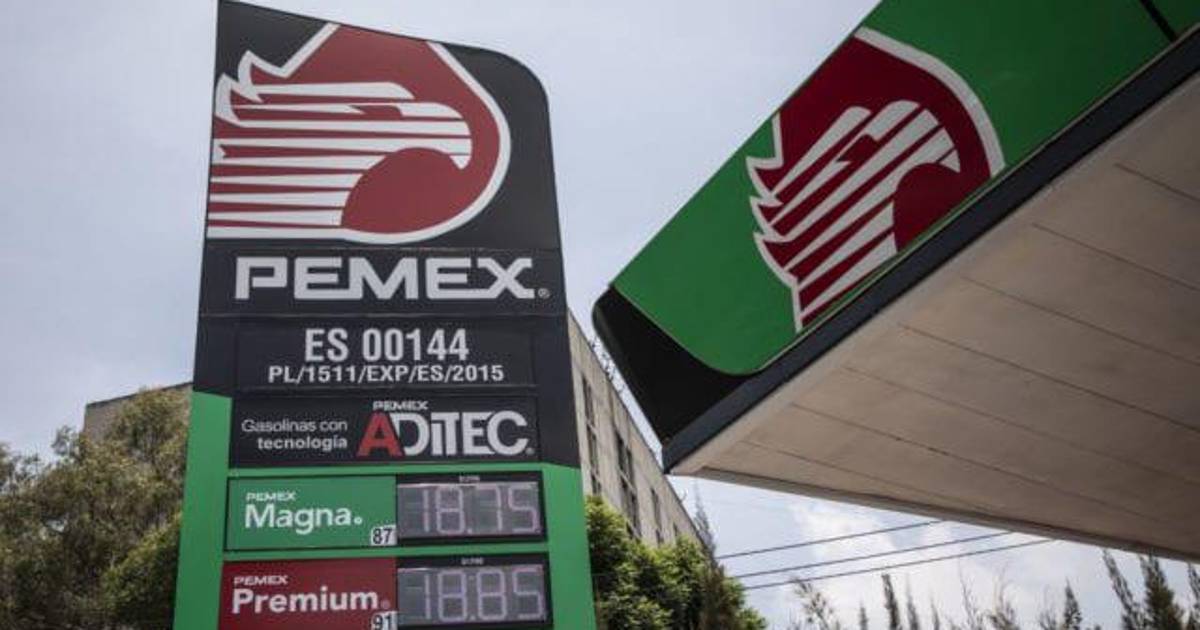 PEMEX®
ES 00144
PL/1511/EXP/ES/2015
Gasolinas con tecnología
PEMEX ADiTEC®
PEMEX Magna® 87
18.75
PEMEX Premium® 91
18.85